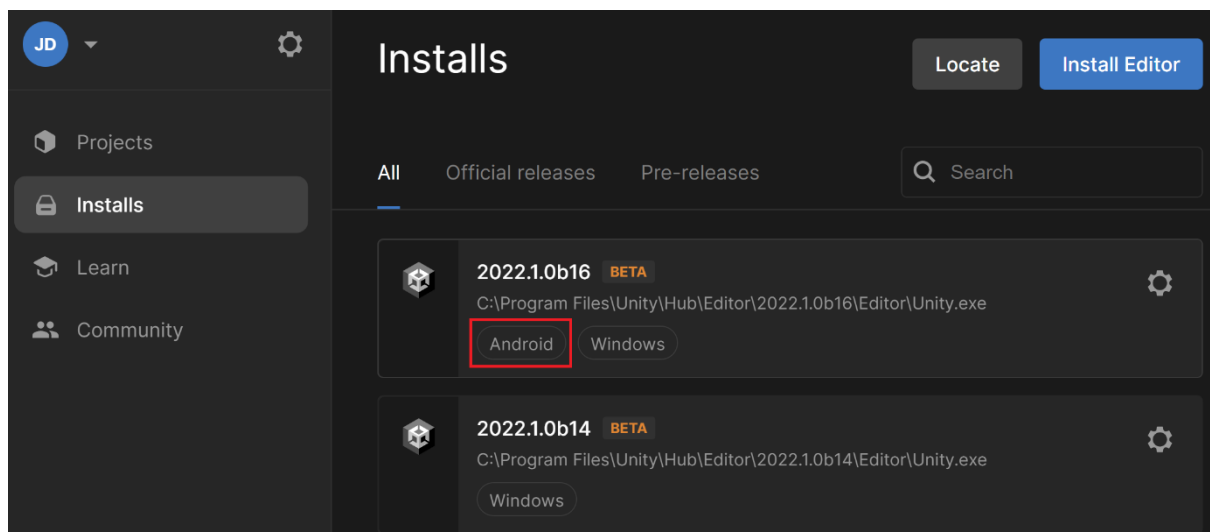 JD
Installs
Locate
Install Editor
Projects
Installs
Learn
Community
All Official releases Pre-releases
Search
2022.1.0b16 BETA
C:\Program Files\Unity\Hub\Editor\2022.1.0b16\Editor\Unity.exe
Android Windows
2022.1.0b14 BETA
C:\Program Files\Unity\Hub\Editor\2022.1.0b14\Editor\Unity.exe
Windows